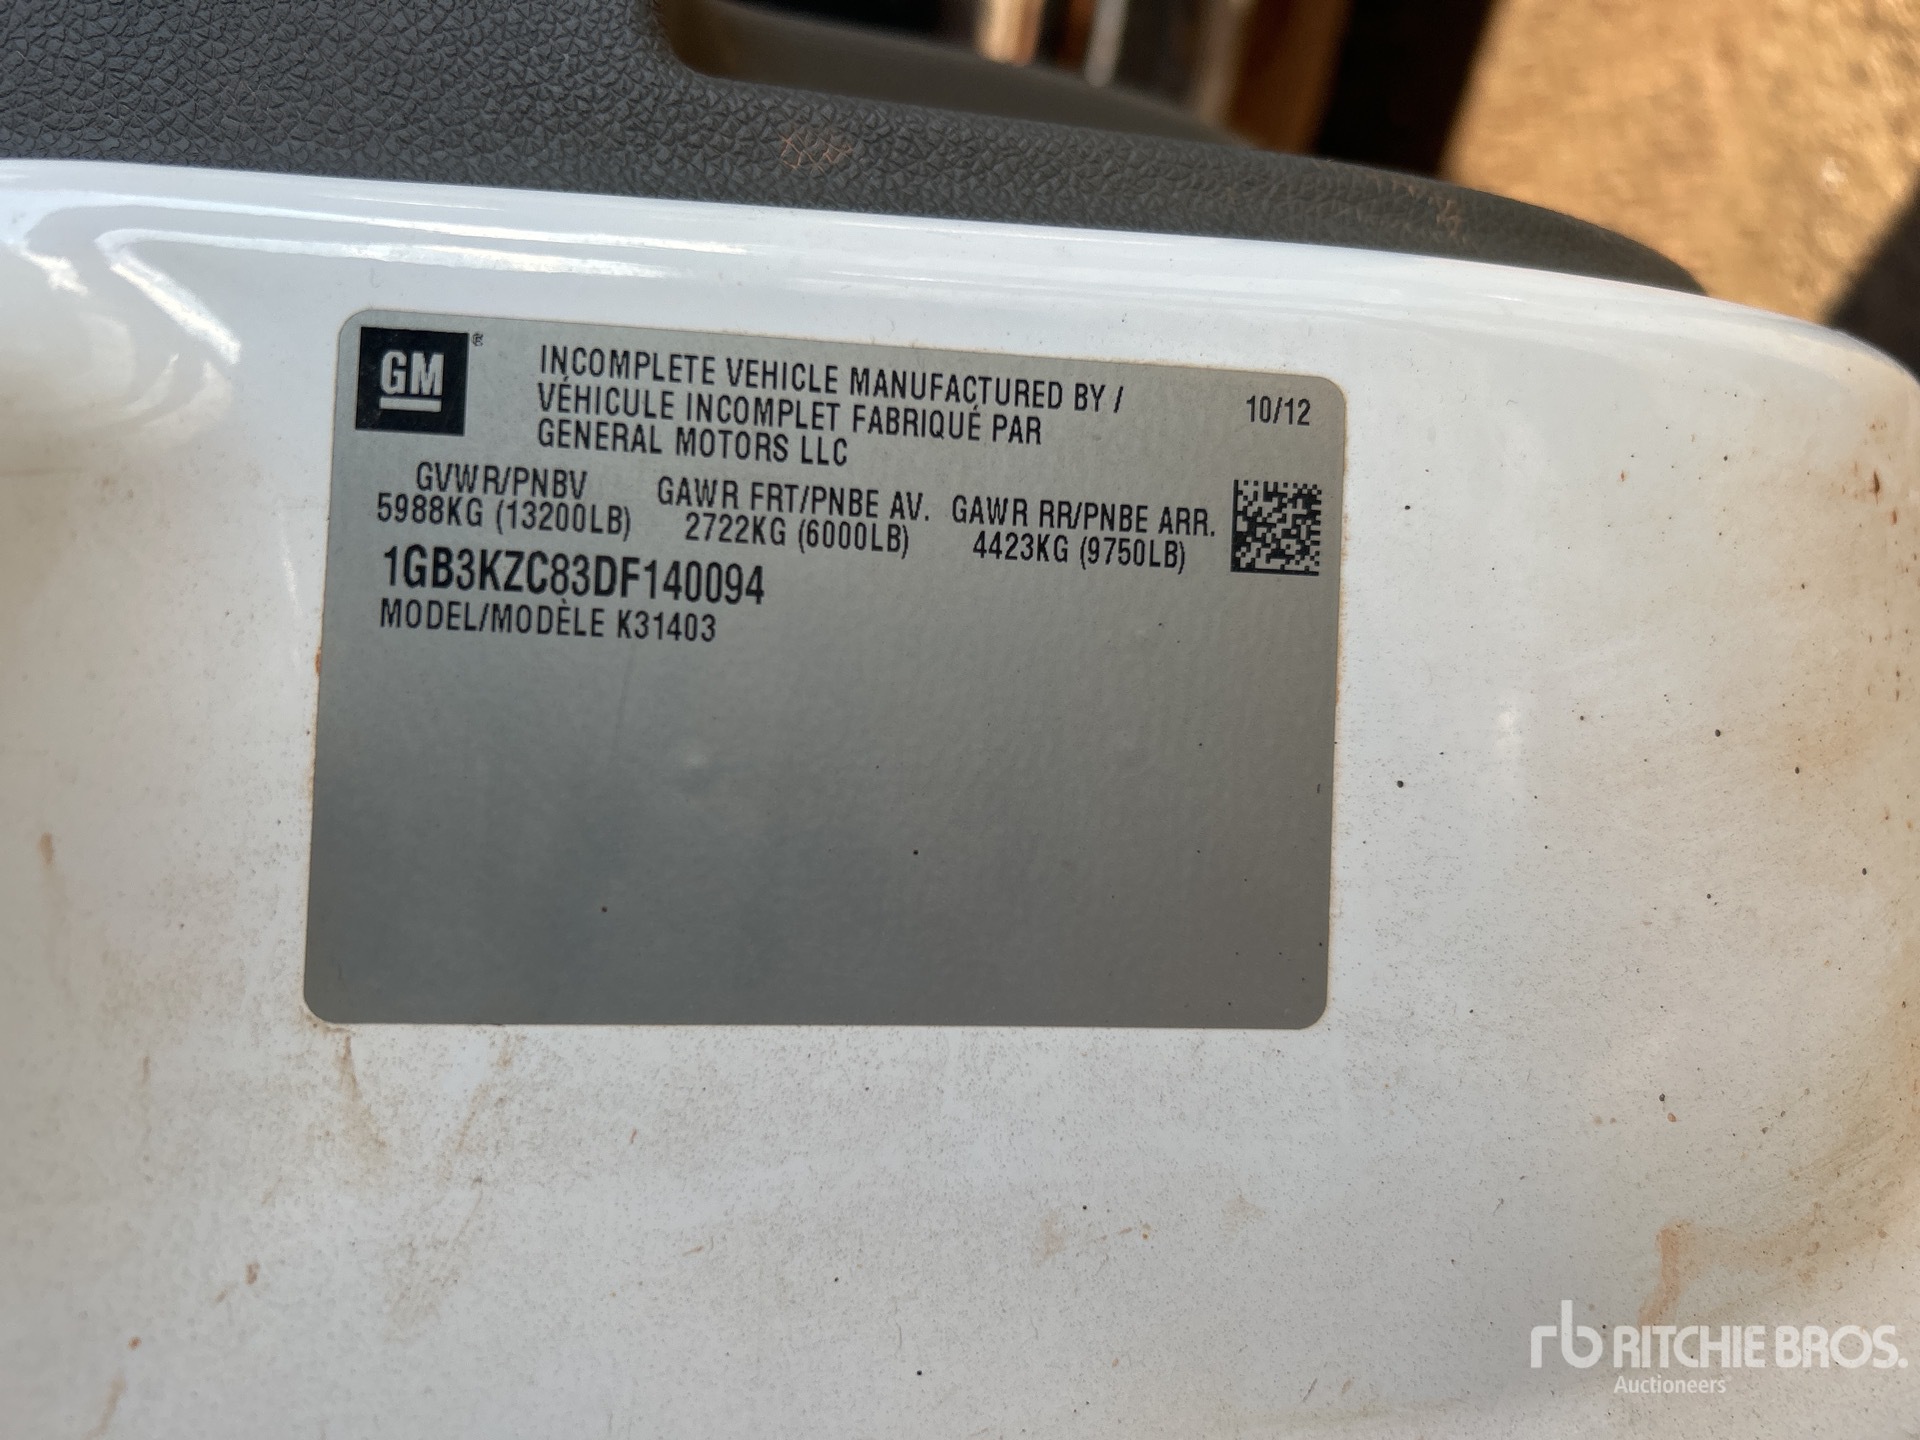 GM®
INCOMPLETE VEHICLE MANUFACTURED BY /
VÉHICULE INCOMPLET FABRIQUÉ PAR
GENERAL MOTORS LLC
10/12
GVWR/PNBV
5988KG (13200LB)
GAWR FRT/PNBE AV.
2722KG (6000LB)
GAWR RR/PNBE ARR.
4423KG (9750LB)
1GB3KZC83DF140094
MODEL/MODÈLE K31403
rb RITCHIE BROS.
Auctioneers